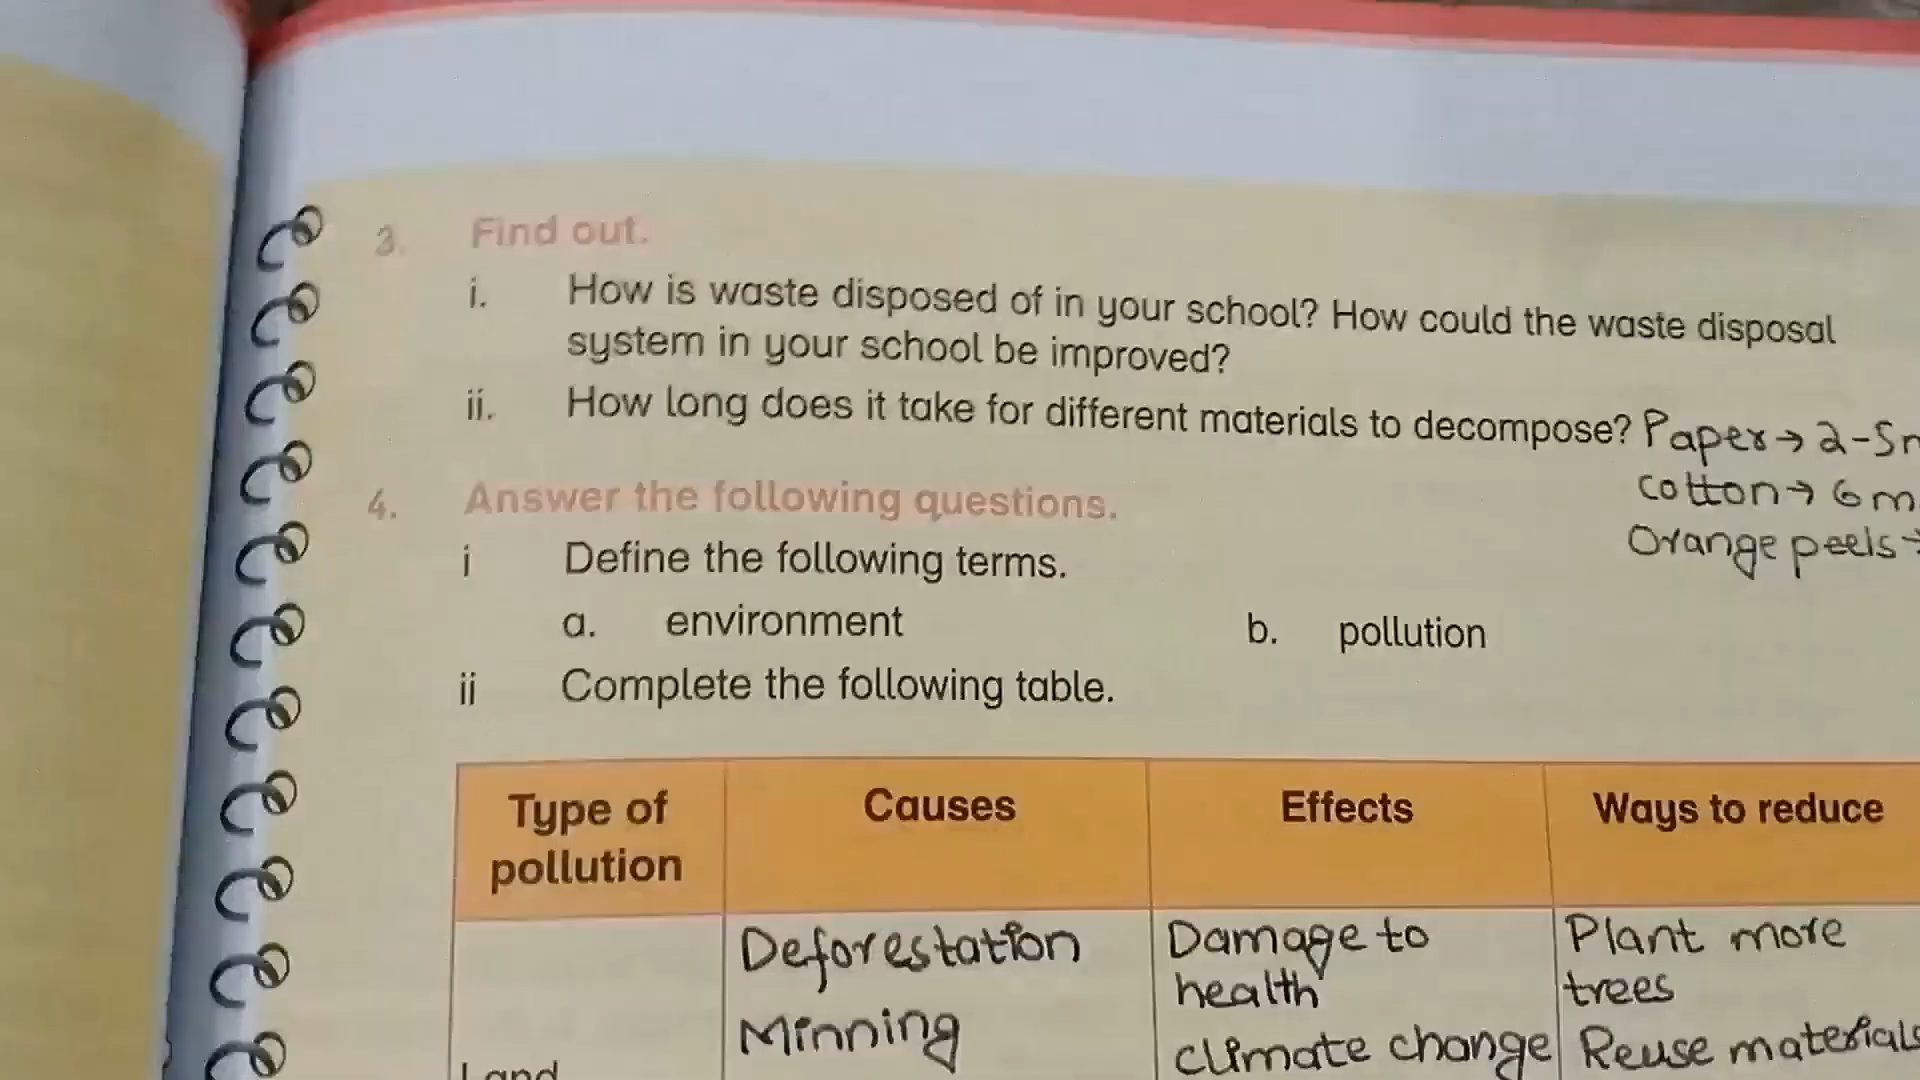 3. Find out.
i. How is waste disposed of in your school? How could the waste disposal
system in your school be improved?
ii. How long does it take for different materials to decompose? Paper → 2-5
cotton → 6 m
Orange peels →
4. Answer the following questions.
i Define the following terms.
a. environment b. pollution
ii Complete the following table.
Type of pollution Causes Effects Ways to reduce
Deforestation Damage to health Plant more trees
Minning climate change Reuse materials
Land